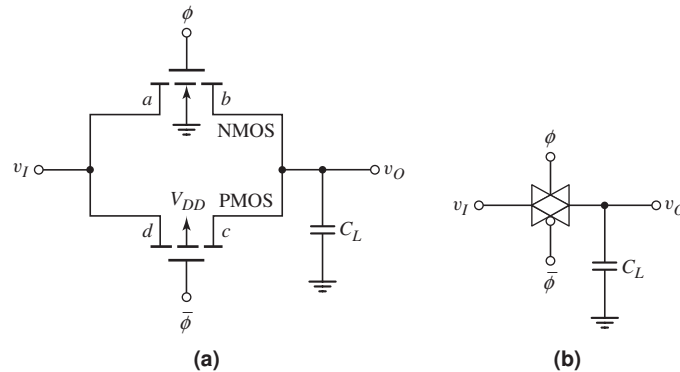 ϕ
a b
NMOS
v_I
v_O
V_DD PMOS
d c
C_L
ϕ̅
(a)
ϕ
v_I
v_O
ϕ̅
C_L
(b)